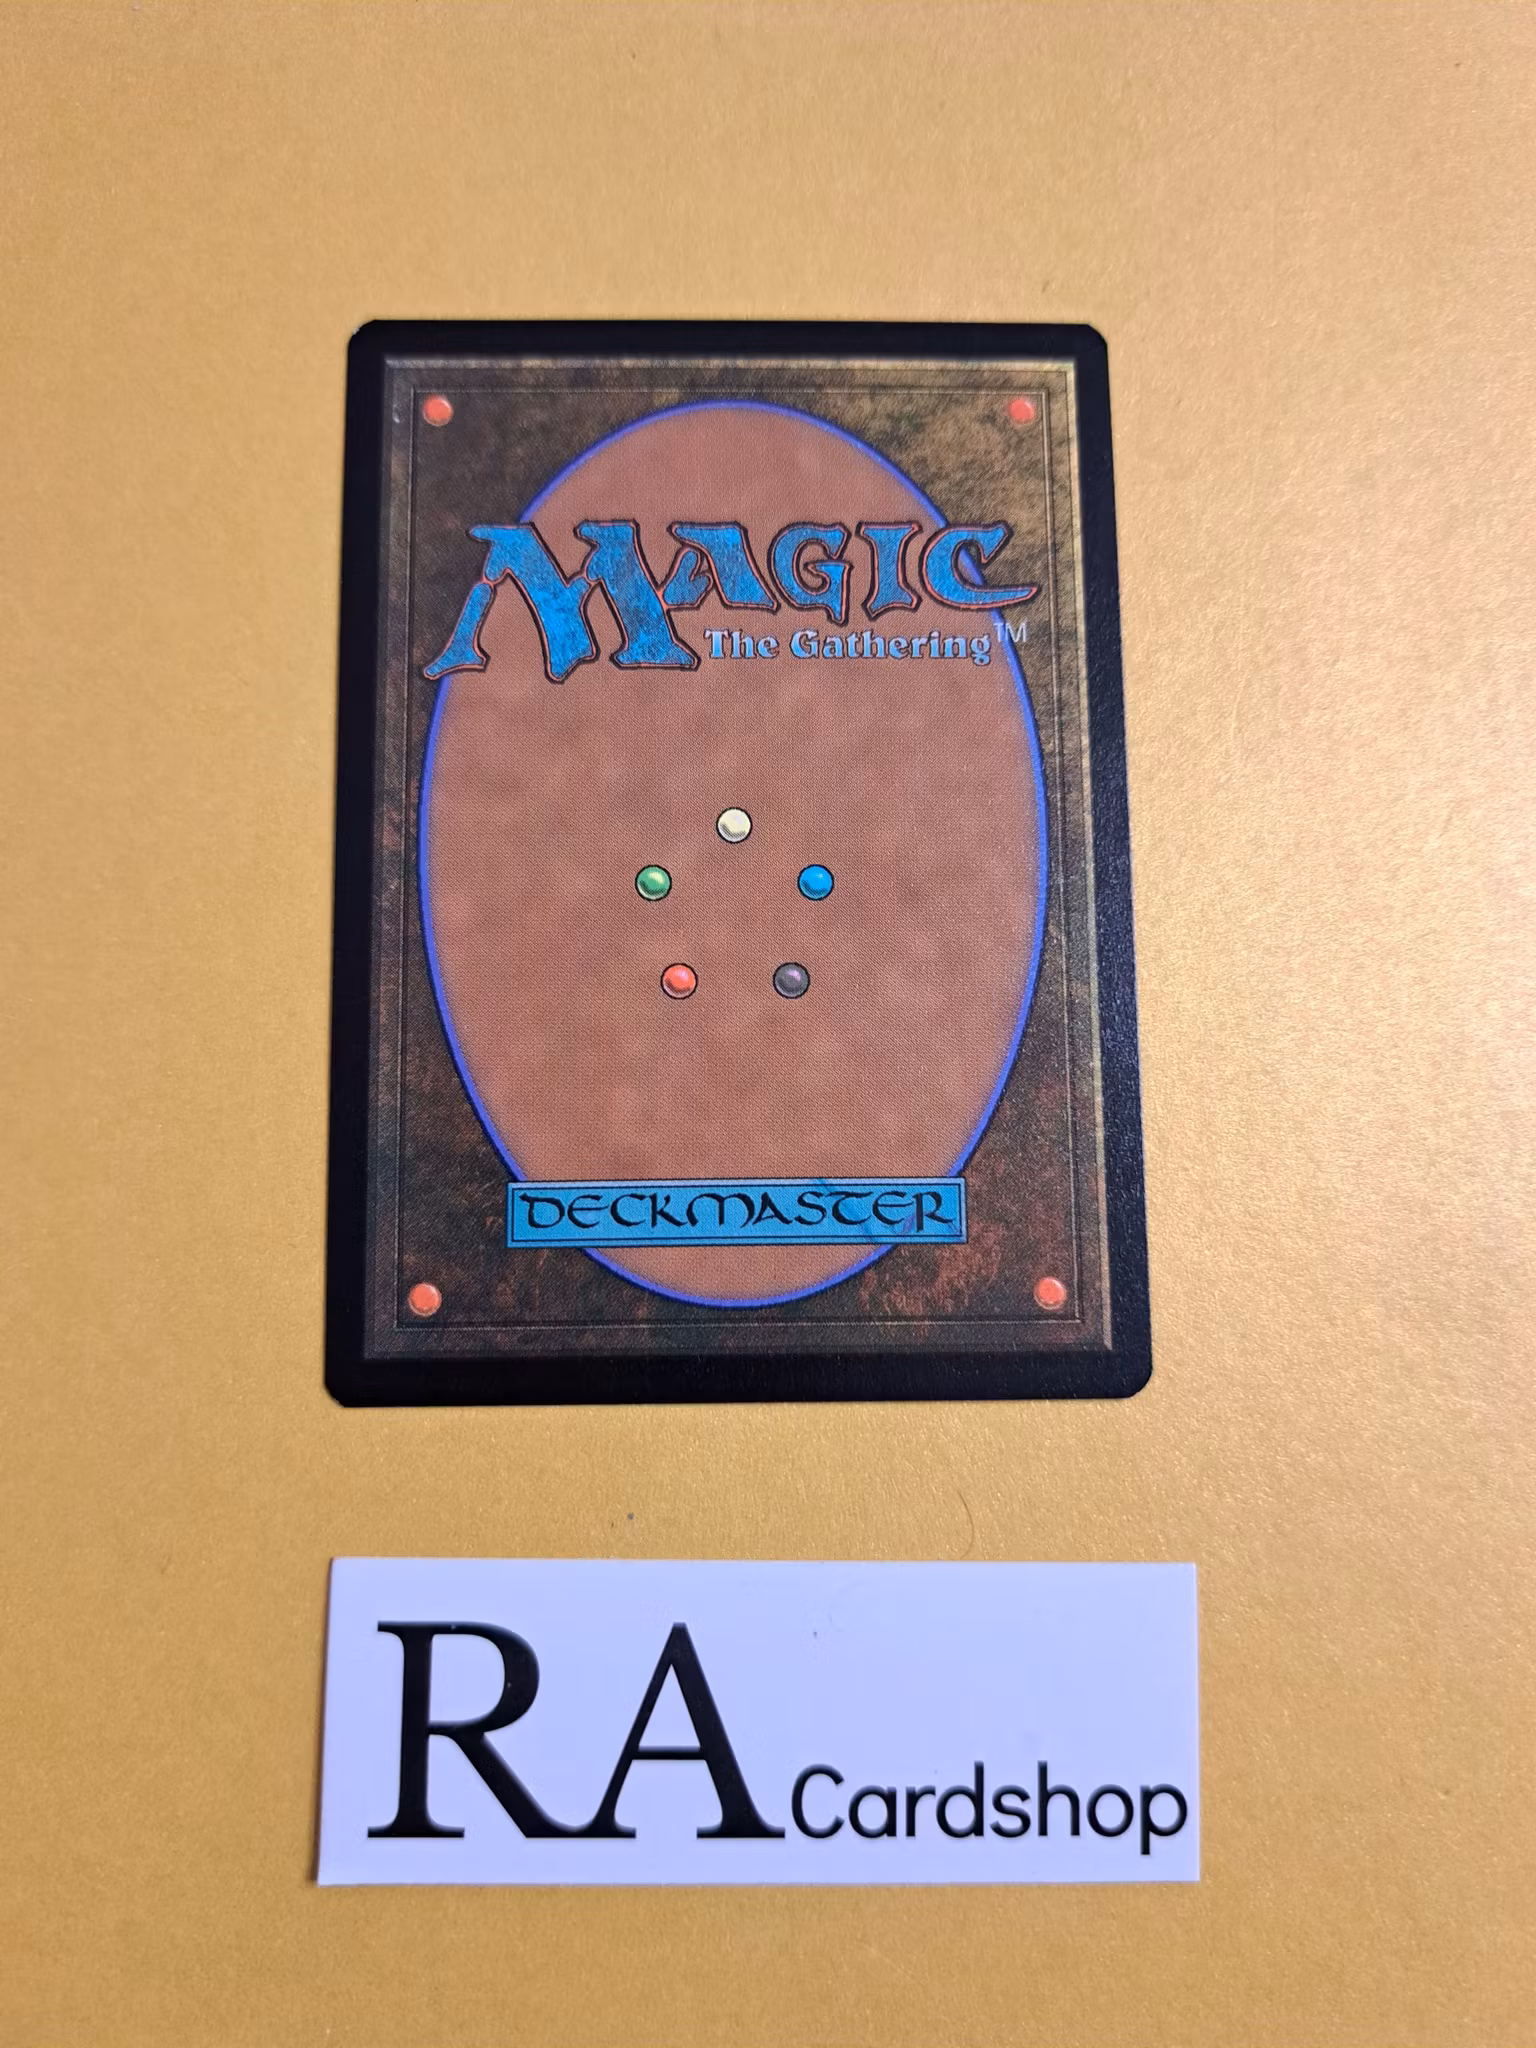 MAGIC
The Gathering™
DECKMASTER
RA Cardshop